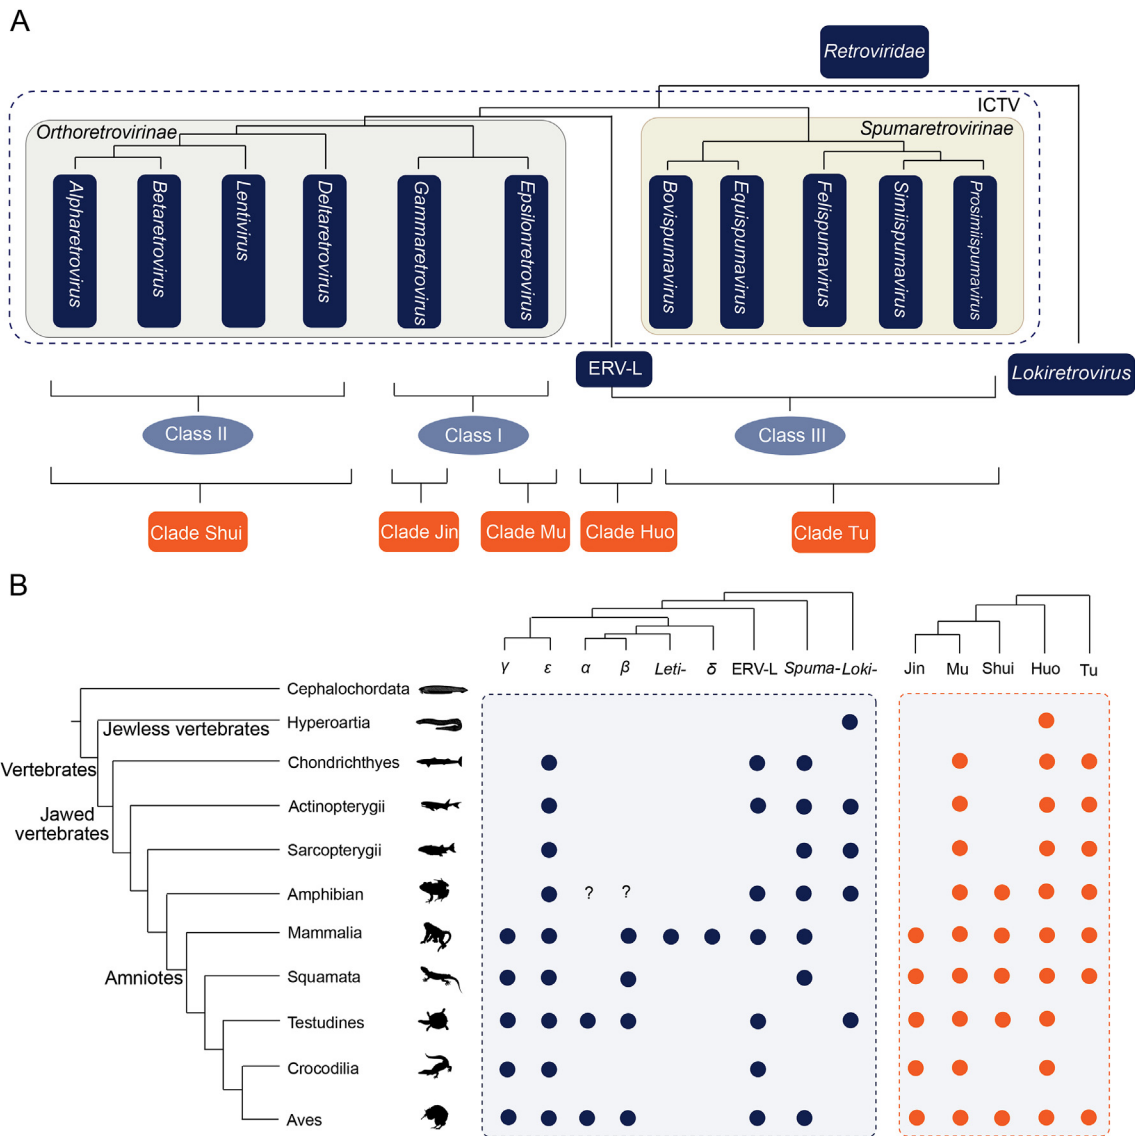 A
Retroviridae
ICTV
Orthoretrovirinae
Spumaretrovirinae
Alpharetrovirus
Betaretrovirus
Lentivirus
Deltaretrovirus
Gammaretrovirus
Epsilonretrovirus
Bovispumavirus
Equispumavirus
Felispumavirus
Simiispumavirus
Prosimiispumavirus
ERV-L
Lokiretrovirus
Class II
Class I
Class III
Clade Shui
Clade Jin
Clade Mu
Clade Huo
Clade Tu
B
γ ε α β Leti- δ ERV-L Spuma- Loki-
Jin Mu Shui Huo Tu
Cephalochordata
Hyperoartia
Jewless vertebrates
Chondrichthyes
Vertebrates
Actinopterygii
Jawed
vertebrates
Sarcopterygii
Amphibian
? ?
Mammalia
Squamata
Amniotes
Testudines
Crocodilia
Aves